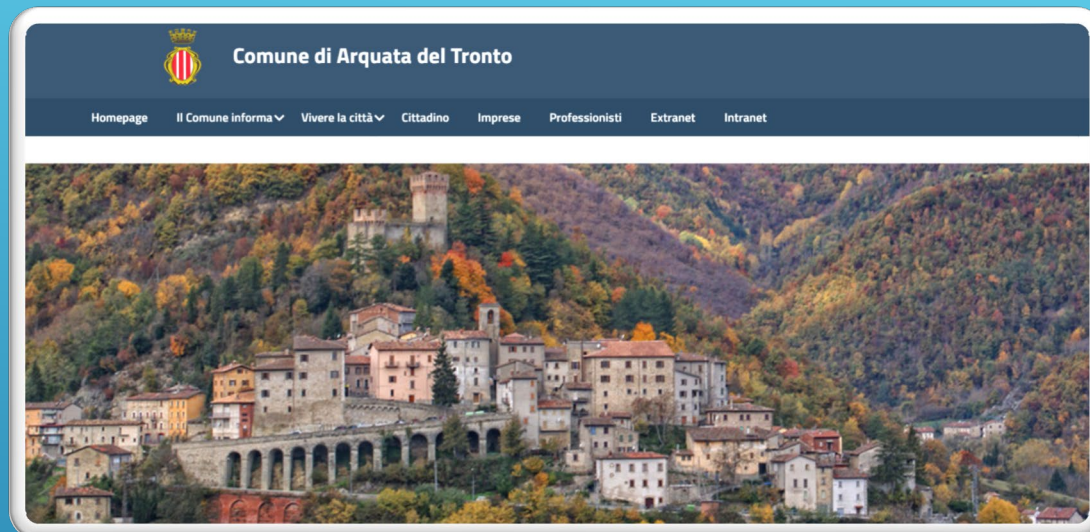 Comune di Arquata del Tronto
Homepage Il Comune informa Vivere la città Cittadino Imprese Professionisti Extranet Intranet